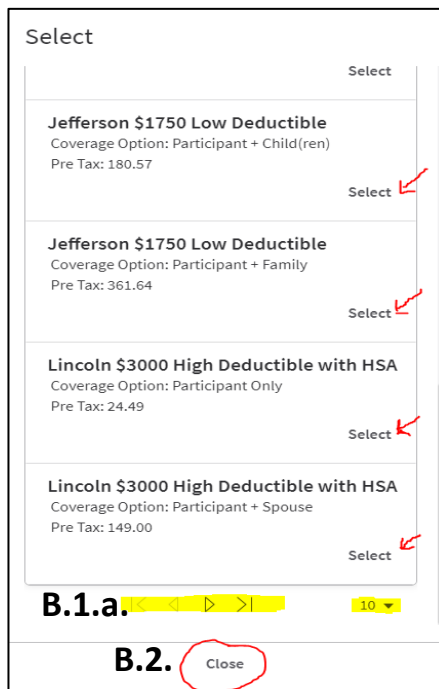 Select
Select
Jefferson $1750 Low Deductible
Coverage Option: Participant + Child(ren)
Pre Tax: 180.57
Select
Jefferson $1750 Low Deductible
Coverage Option: Participant + Family
Pre Tax: 361.64
Select
Lincoln $3000 High Deductible with HSA
Coverage Option: Participant Only
Pre Tax: 24.49
Select
Lincoln $3000 High Deductible with HSA
Coverage Option: Participant + Spouse
Pre Tax: 149.00
Select
B.1.a. 10
B.2. Close